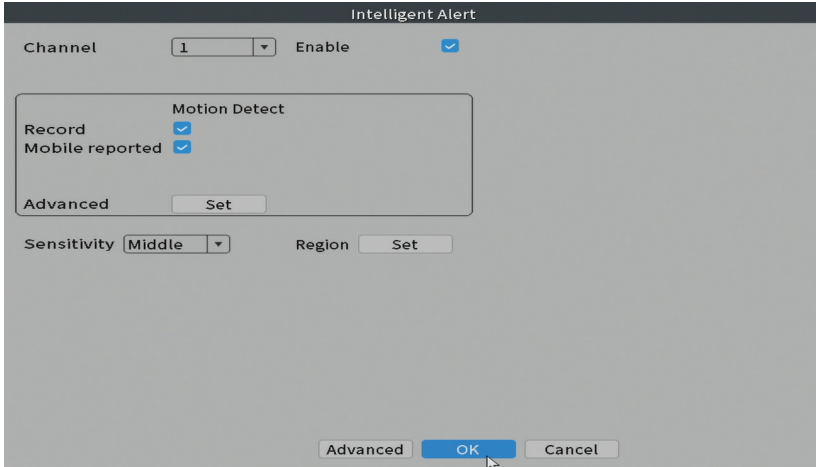 Intelligent Alert
Channel 1 Enable
Motion Detect
Record
Mobile reported
Advanced Set
Sensitivity Middle Region Set
Advanced OK Cancel